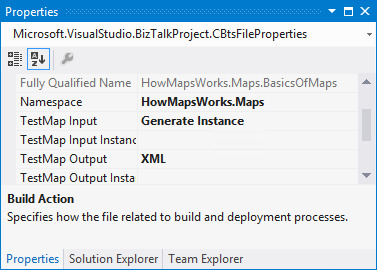 Properties
Microsoft.VisualStudio.BizTalkProject.CBtsFileProperties
Fully Qualified Name HowMapsWorks.Maps.BasicsOfMaps
Namespace HowMapsWorks.Maps
TestMap Input Generate Instance
TestMap Input Instanc
TestMap Output XML
TestMap Output Insta
Build Action
Specifies how the file related to build and deployment processes.
Properties Solution Explorer Team Explorer